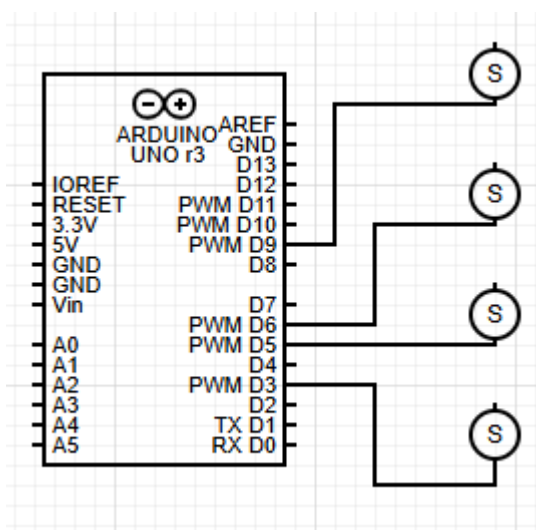 ARDUINO
UNO r3
AREF
GND
D13
D12
PWM D11
PWM D10
PWM D9
D8
D7
PWM D6
PWM D5
D4
PWM D3
D2
TX D1
RX D0
IOREF
RESET
3.3V
5V
GND
GND
Vin
A0
A1
A2
A3
A4
A5
S
S
S
S